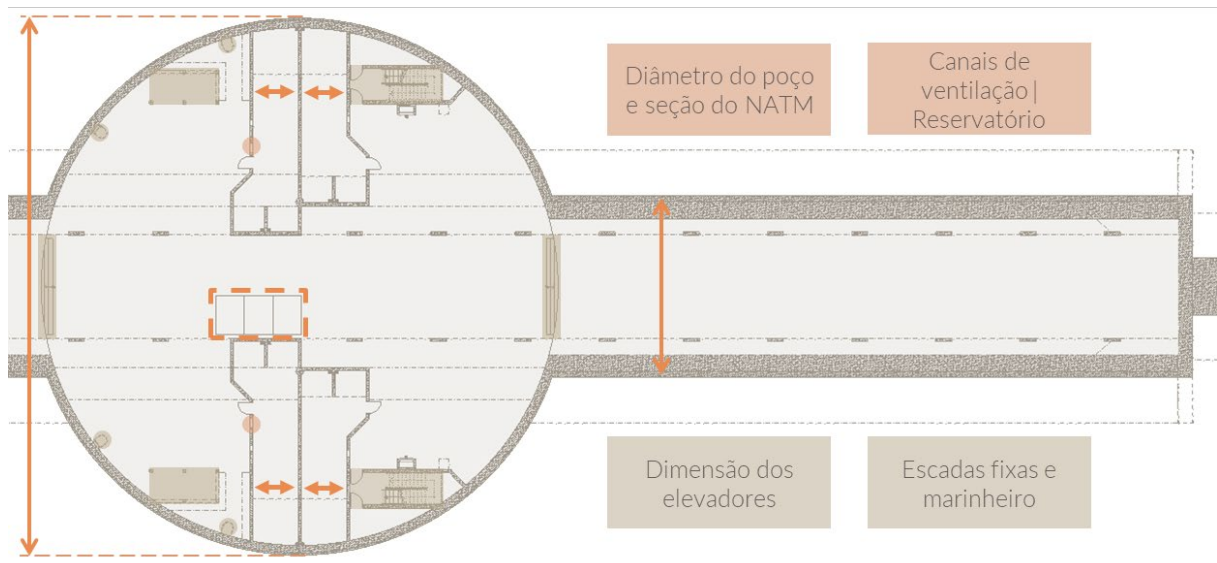 Diâmetro do poço
e seção do NATM
Canais de
ventilação |
Reservatório
Dimensão dos
elevadores
Escadas fixas e
marinheiro